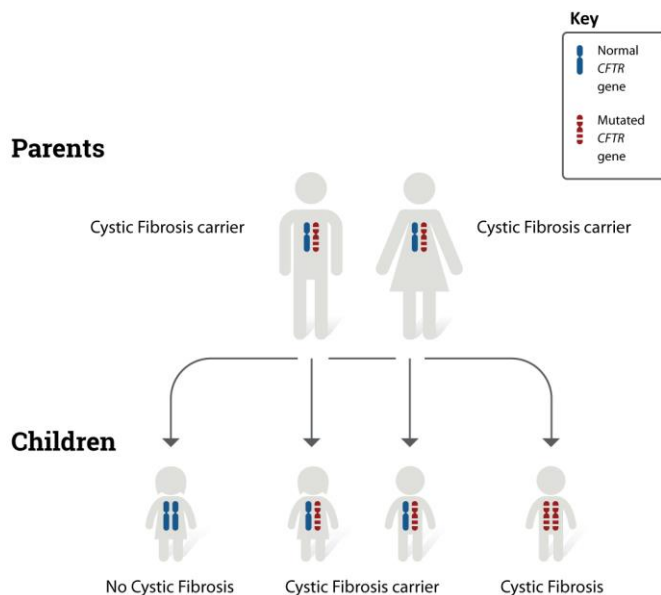 Key
Normal
CFTR
gene
Mutated
CFTR
gene
Parents
Cystic Fibrosis carrier
Cystic Fibrosis carrier
Children
No Cystic Fibrosis
Cystic Fibrosis carrier
Cystic Fibrosis